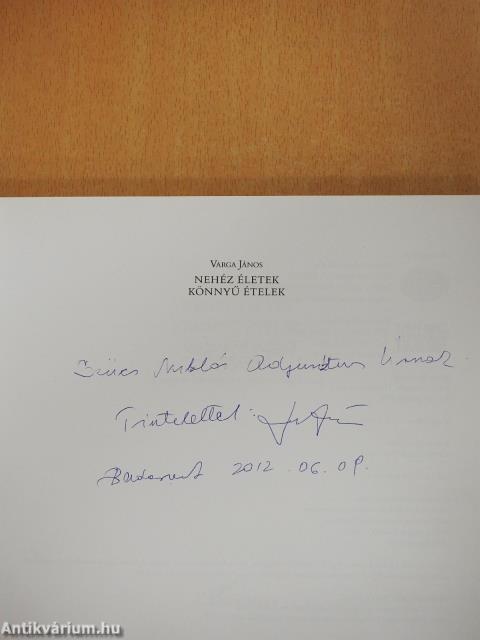 Varga János
NEHÉZ ÉLETEK
KÖNNYŰ ÉTELEK
Szűcs Miklós Adjunktus Úrnak
Tisztelettel:
Budapest 2012.06.09.
Antikvárium.hu